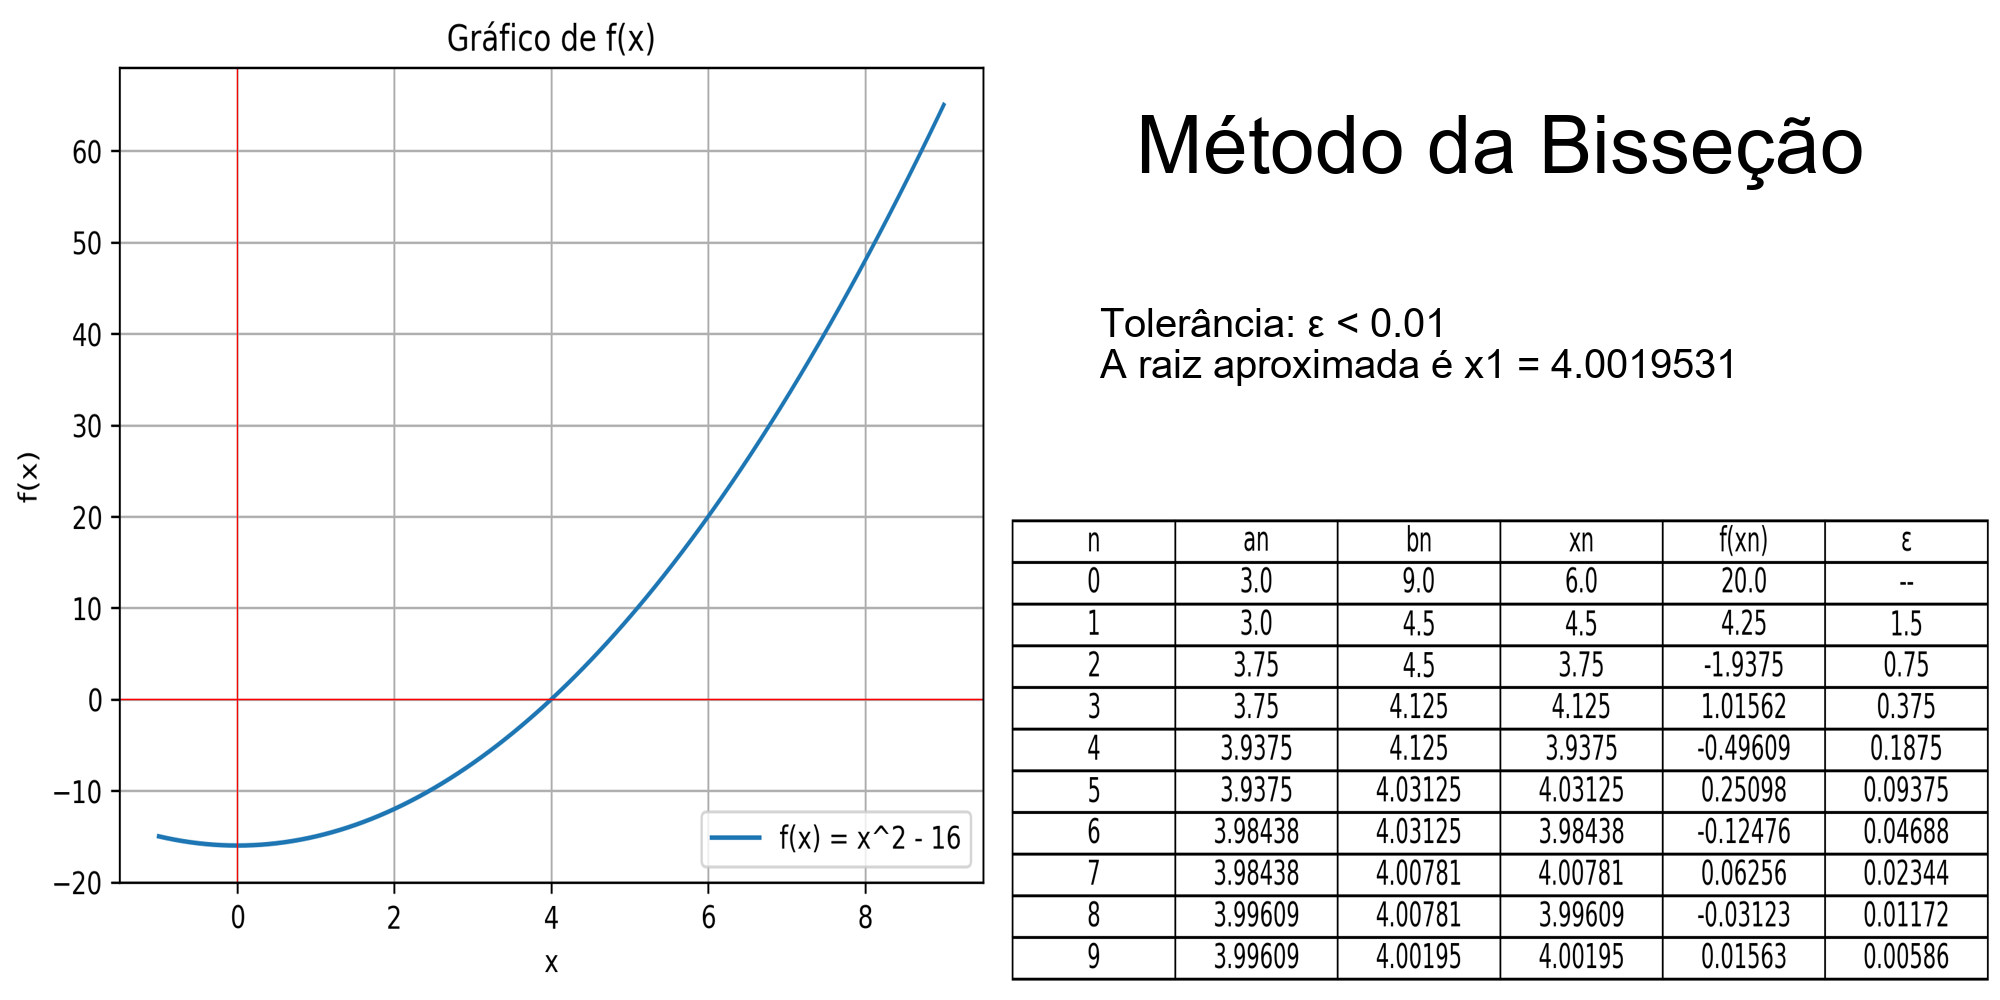 Gráfico de f(x)
60
50
40
30
20
10
0
−10
−20
f(x)
0 2 4 6 8
x
f(x) = x^2 - 16
Método da Bisseção
Tolerância: ε < 0.01
A raiz aproximada é x1 = 4.0019531
n an bn xn f(xn) ε
0 3.0 9.0 6.0 20.0 --
1 3.0 4.5 4.5 4.25 1.5
2 3.75 4.5 3.75 -1.9375 0.75
3 3.75 4.125 4.125 1.01562 0.375
4 3.9375 4.125 3.9375 -0.49609 0.1875
5 3.9375 4.03125 4.03125 0.25098 0.09375
6 3.98438 4.03125 3.98438 -0.12476 0.04688
7 3.98438 4.00781 4.00781 0.06256 0.02344
8 3.99609 4.00781 3.99609 -0.03123 0.01172
9 3.99609 4.00195 4.00195 0.01563 0.00586